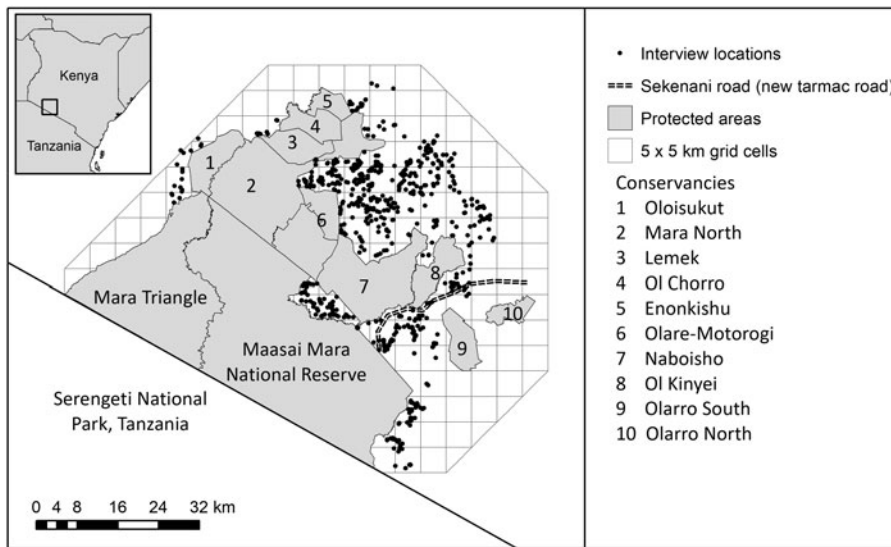 Kenya
Tanzania
5
4
3
1
2
6
7
8
10
9
Mara Triangle
Maasai Mara
National Reserve
Serengeti National
Park, Tanzania
0 4 8 16 24 32 km
Interview locations
Sekenani road (new tarmac road)
Protected areas
5 x 5 km grid cells
Conservancies
1 Oloisukut
2 Mara North
3 Lemek
4 Ol Chorro
5 Enonkishu
6 Olare-Motorogi
7 Naboisho
8 Ol Kinyei
9 Olarro South
10 Olarro North